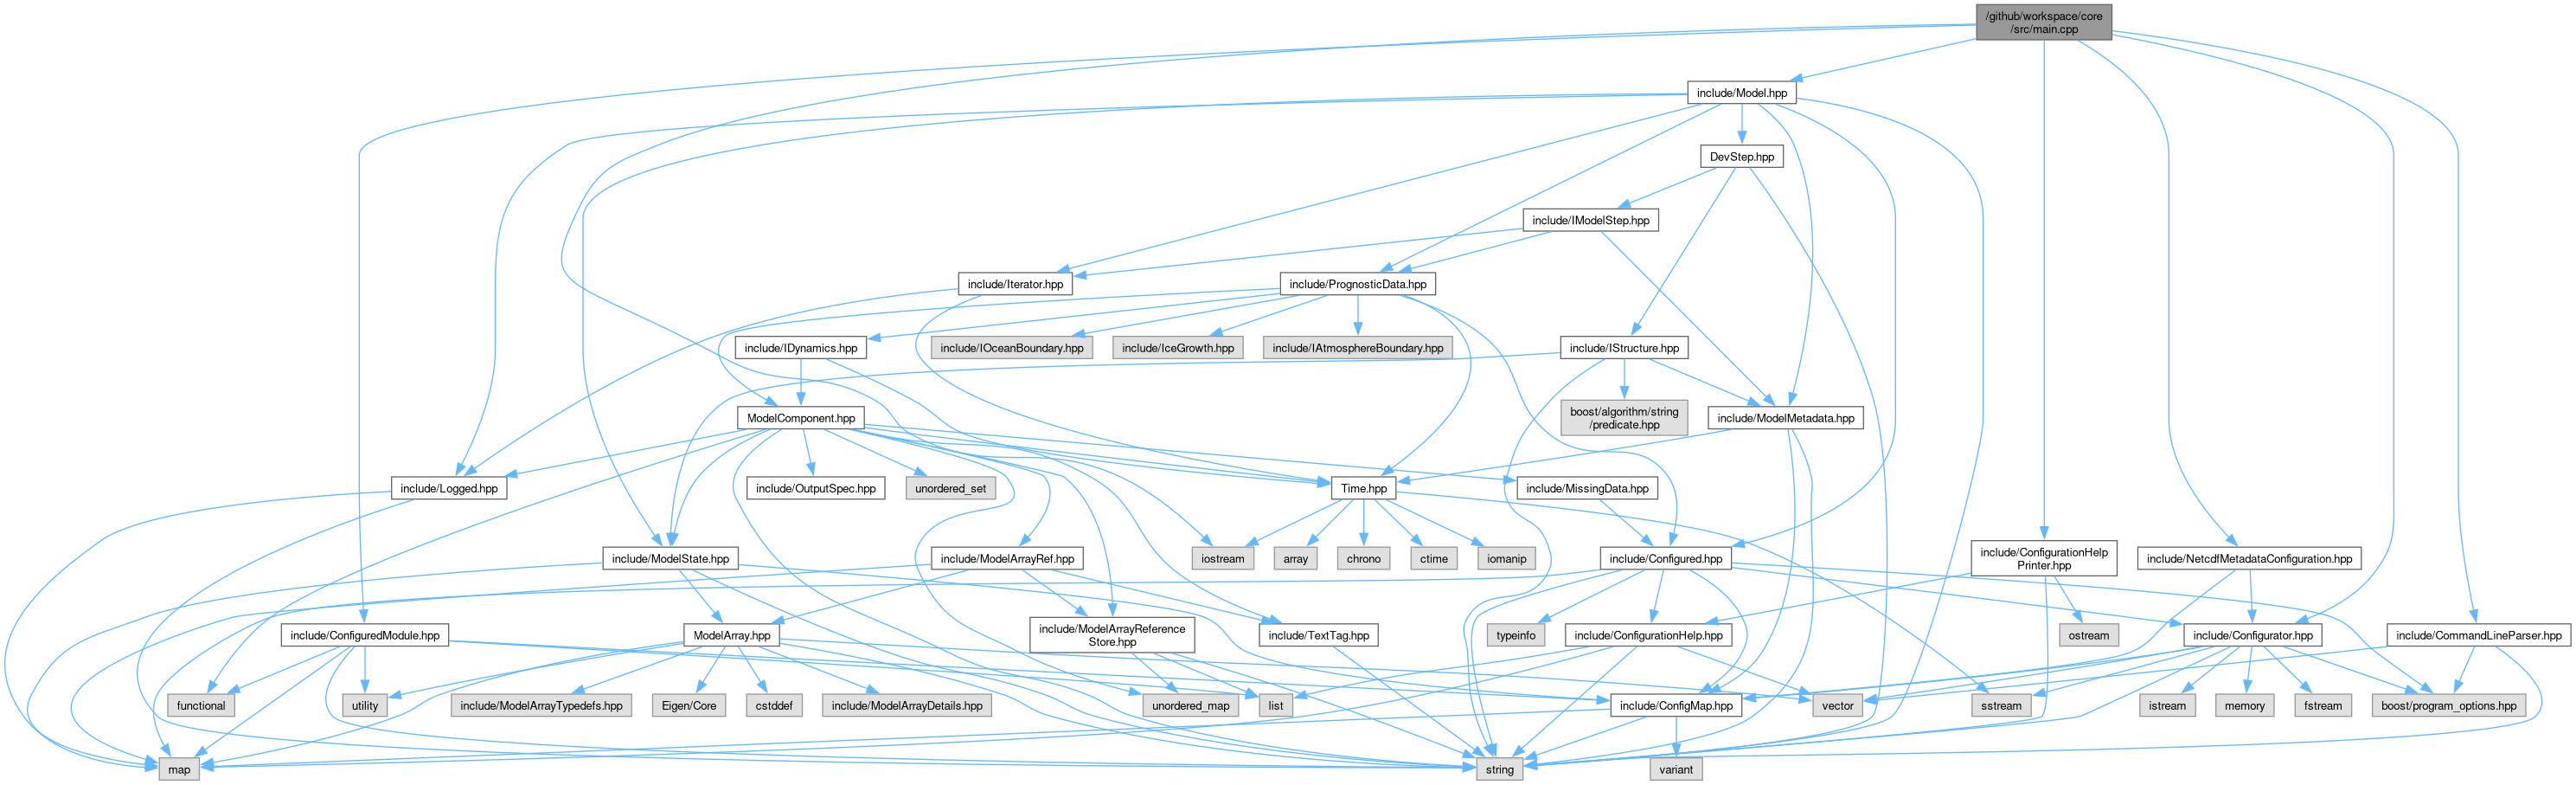 /github/workspace/core
/src/main.cpp
include/Model.hpp
DevStep.hpp
include/IModelStep.hpp
include/Iterator.hpp
include/PrognosticData.hpp
include/IDynamics.hpp
include/IOceanBoundary.hpp
include/IceGrowth.hpp
include/IAtmosphereBoundary.hpp
include/IStructure.hpp
ModelComponent.hpp
boost/algorithm/string
/predicate.hpp
include/ModelMetadata.hpp
include/Logged.hpp
include/OutputSpec.hpp
unordered_set
Time.hpp
include/MissingData.hpp
include/ModelState.hpp
include/ModelArrayRef.hpp
iostream
array
chrono
ctime
iomanip
include/Configured.hpp
include/ConfigurationHelp
Printer.hpp
include/NetcdfMetadataConfiguration.hpp
include/ConfiguredModule.hpp
ModelArray.hpp
include/ModelArrayReference
Store.hpp
include/TextTag.hpp
typeinfo
include/ConfigurationHelp.hpp
ostream
include/Configurator.hpp
include/CommandLineParser.hpp
functional
utility
include/ModelArrayTypedefs.hpp
Eigen/Core
cstddef
include/ModelArrayDetails.hpp
unordered_map
list
include/ConfigMap.hpp
vector
sstream
istream
memory
fstream
boost/program_options.hpp
map
string
variant